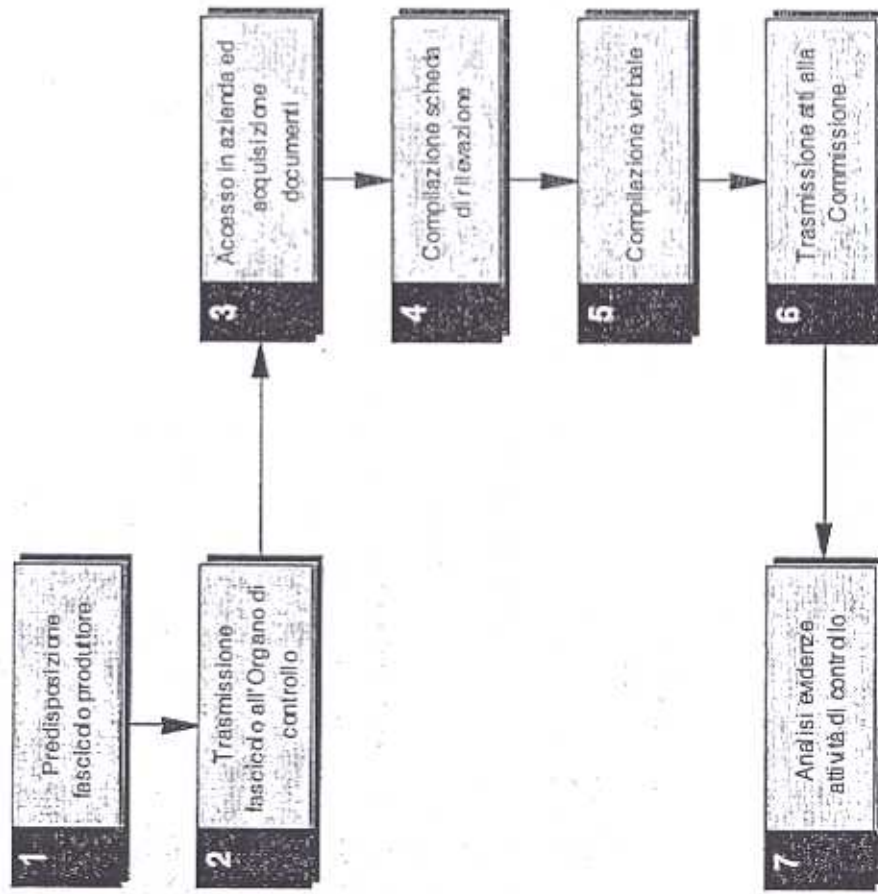 1
Predisposizione
fascicolo produttore
2
Trasmissione
fascicolo all'Organo di
controllo
3
Accesso in azienda ed
acquisizione
documenti
4
Compilazione scheda
di rilevazione
5
Compilazione verbale
6
Trasmissione atti alla
Commissione
7
Analisi evidenze
attività di controllo